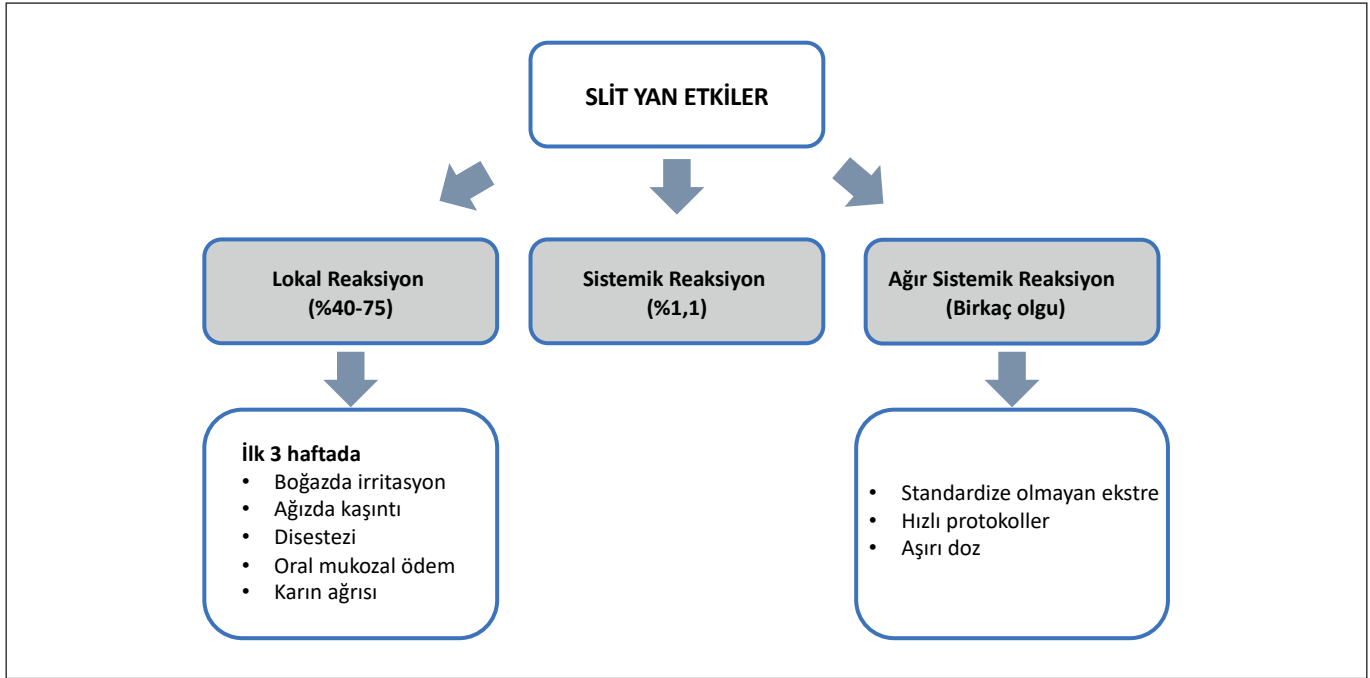 SLİT YAN ETKİLER
Lokal Reaksiyon
(%40-75)
Sistemik Reaksiyon
(%1,1)
Ağır Sistemik Reaksiyon
(Birkaç olgu)
İlk 3 haftada
• Boğazda irritasyon
• Ağızda kaşıntı
• Disestezi
• Oral mukozal ödem
• Karın ağrısı
• Standardize olmayan ekstre
• Hızlı protokoller
• Aşırı doz